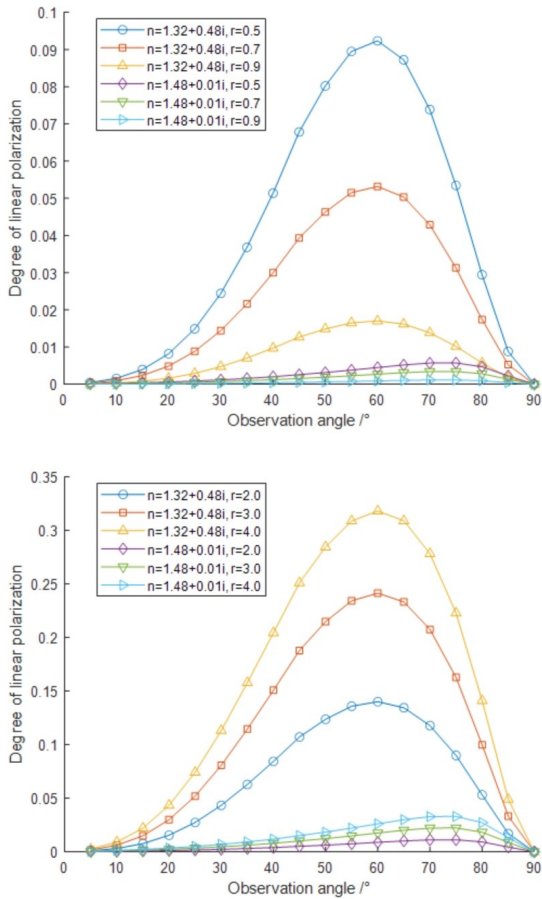 0.1
0.09
0.08
0.07
0.06
0.05
0.04
0.03
0.02
0.01
0
Degree of linear polarization
n=1.32+0.48i, r=0.5
n=1.32+0.48i, r=0.7
n=1.32+0.48i, r=0.9
n=1.48+0.01i, r=0.5
n=1.48+0.01i, r=0.7
n=1.48+0.01i, r=0.9
0 10 20 30 40 50 60 70 80 90
Observation angle /°
0.35
0.3
0.25
0.2
0.15
0.1
0.05
0
Degree of linear polarization
n=1.32+0.48i, r=2.0
n=1.32+0.48i, r=3.0
n=1.32+0.48i, r=4.0
n=1.48+0.01i, r=2.0
n=1.48+0.01i, r=3.0
n=1.48+0.01i, r=4.0
0 10 20 30 40 50 60 70 80 90
Observation angle /°